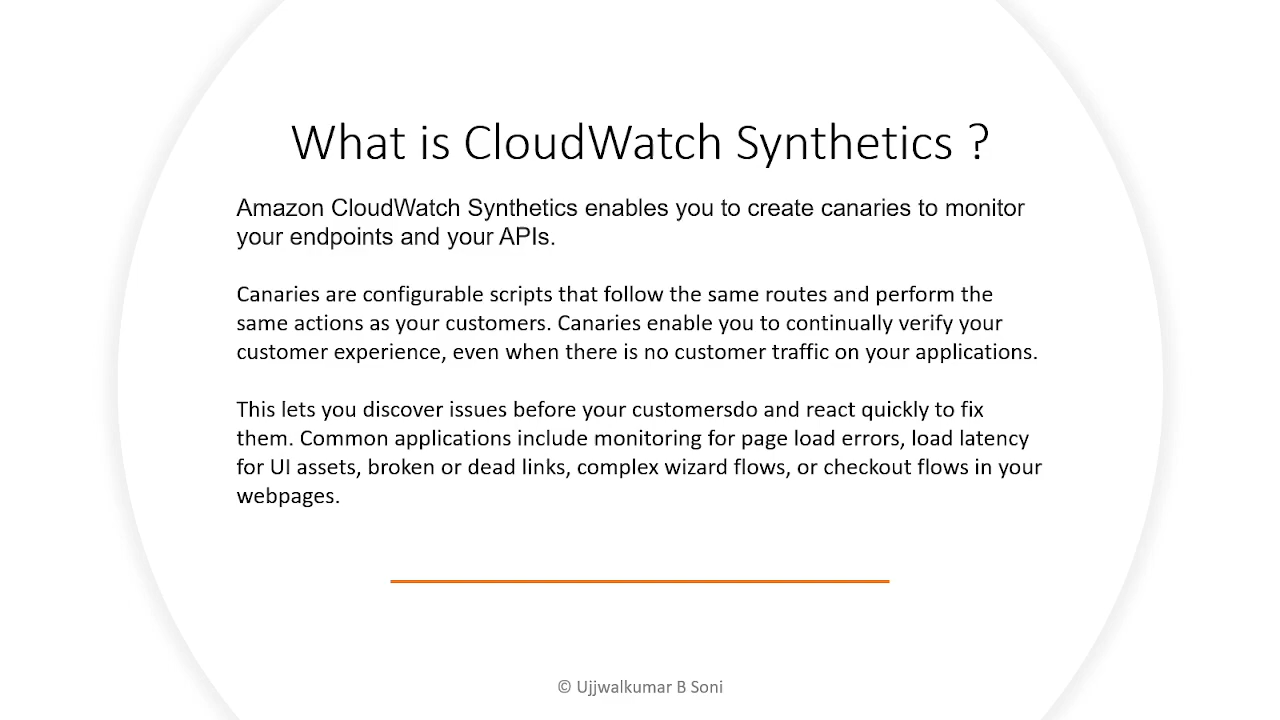 What is CloudWatch Synthetics ?
Amazon CloudWatch Synthetics enables you to create canaries to monitor
your endpoints and your APIs.
Canaries are configurable scripts that follow the same routes and perform the
same actions as your customers. Canaries enable you to continually verify your
customer experience, even when there is no customer traffic on your applications.
This lets you discover issues before your customersdo and react quickly to fix
them. Common applications include monitoring for page load errors, load latency
for UI assets, broken or dead links, complex wizard flows, or checkout flows in your
webpages.
© Ujjwalkumar B Soni